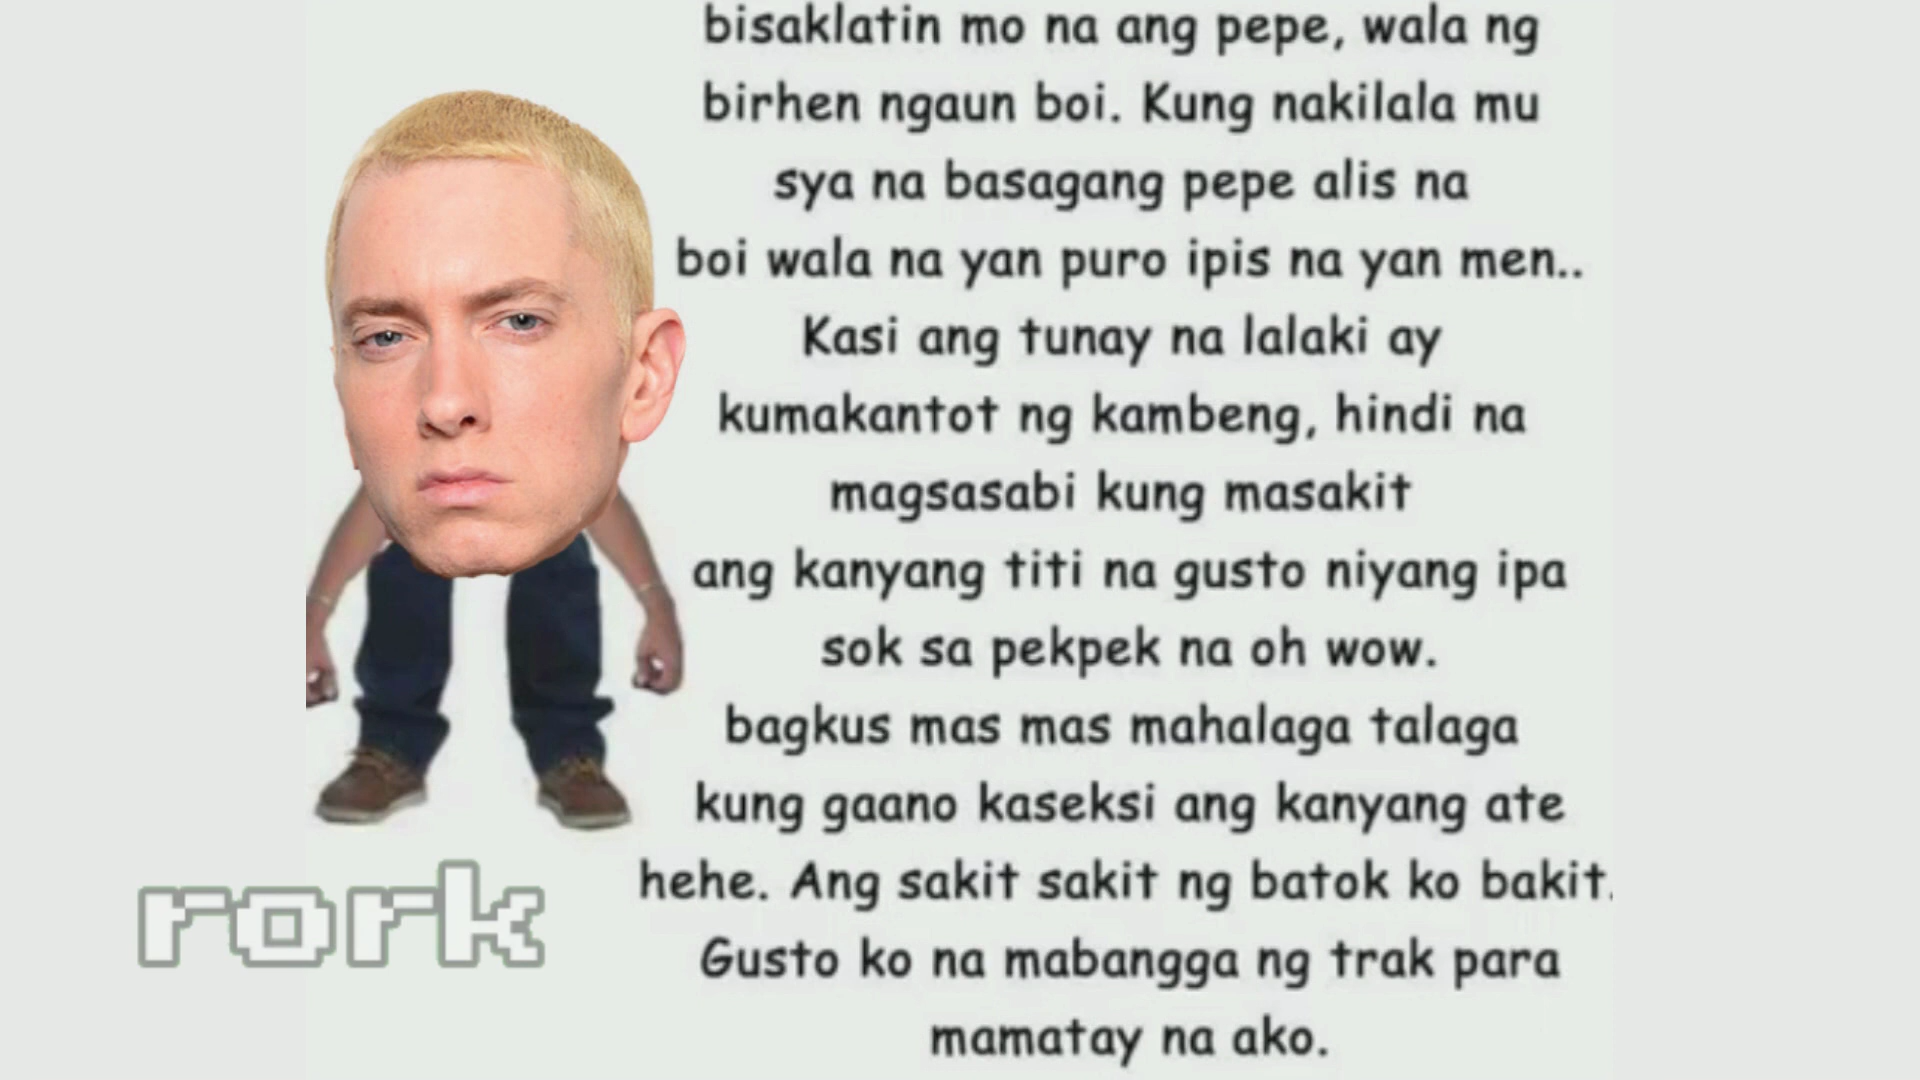 bisaklatin mo na ang pepe, wala ng
birhen ngaun boi. Kung nakilala mu
sya na basagang pepe alis na
boi wala na yan puro ipis na yan men..
Kasi ang tunay na lalaki ay
kumakantot ng kambeng, hindi na
magsasabi kung masakit
ang kanyang titi na gusto niyang ipa
sok sa pekpek na oh wow.
bagkus mas mas mahalaga talaga
kung gaano kaseksi ang kanyang ate
hehe. Ang sakit sakit ng batok ko bakit.
Gusto ko na mabangga ng trak para
mamatay na ako.
rork